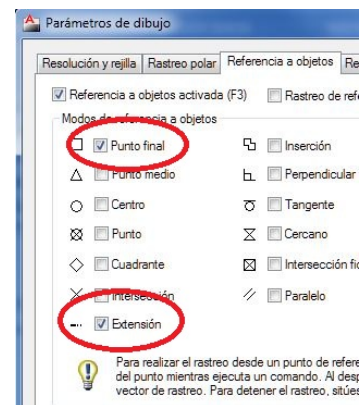 Parámetros de dibujo
Resolución y rejilla Rastreo polar Referencia a objetos
Referencia a objetos activada (F3) Rastreo de
Modos de referencia a objetos
Punto final Inserción
Punto medio Perpendicular
Centro Tangente
Punto Cercano
Cuadrante Intersección
Intersección Paralelo
Extensión
Para realizar el rastreo desde un punto de
del punto mientras ejecuta un comando. Al
vector de rastreo. Para detener el rastreo,